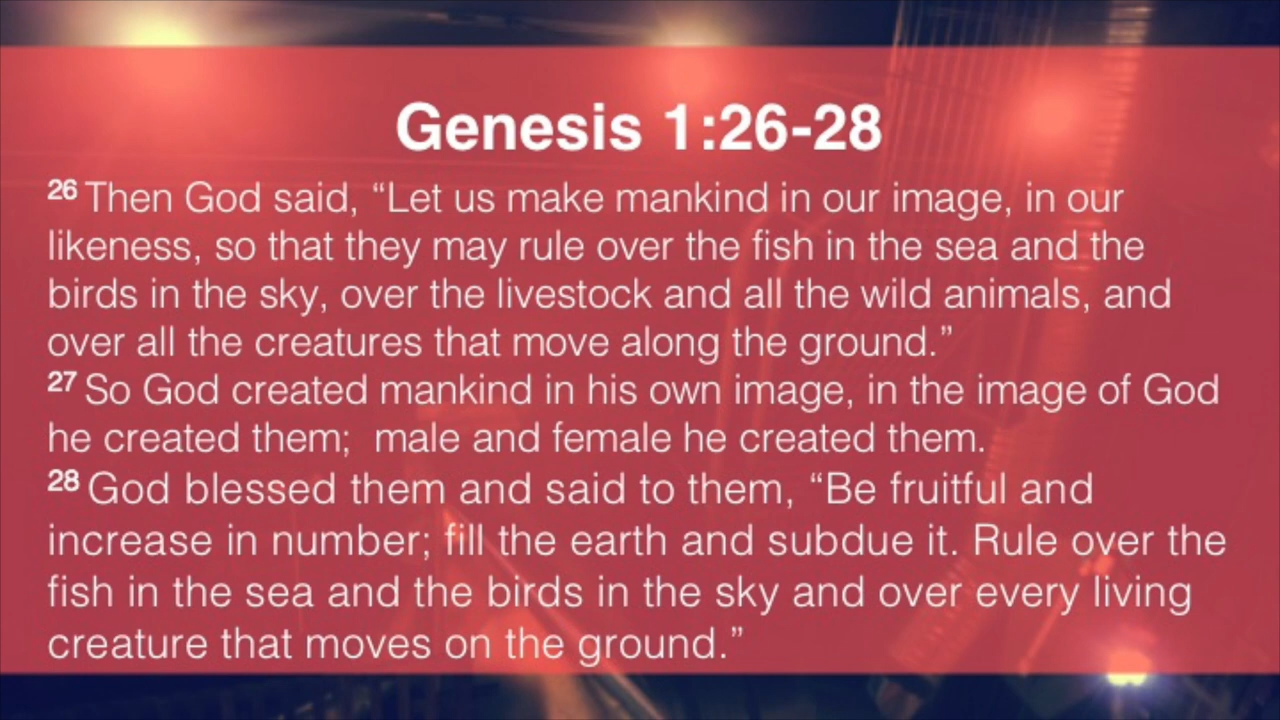 Genesis 1:26-28
26 Then God said, “Let us make mankind in our image, in our
likeness, so that they may rule over the fish in the sea and the
birds in the sky, over the livestock and all the wild animals, and
over all the creatures that move along the ground.”
27 So God created mankind in his own image, in the image of God
he created them;  male and female he created them.
28 God blessed them and said to them, “Be fruitful and
increase in number; fill the earth and subdue it. Rule over the
fish in the sea and the birds in the sky and over every living
creature that moves on the ground.”